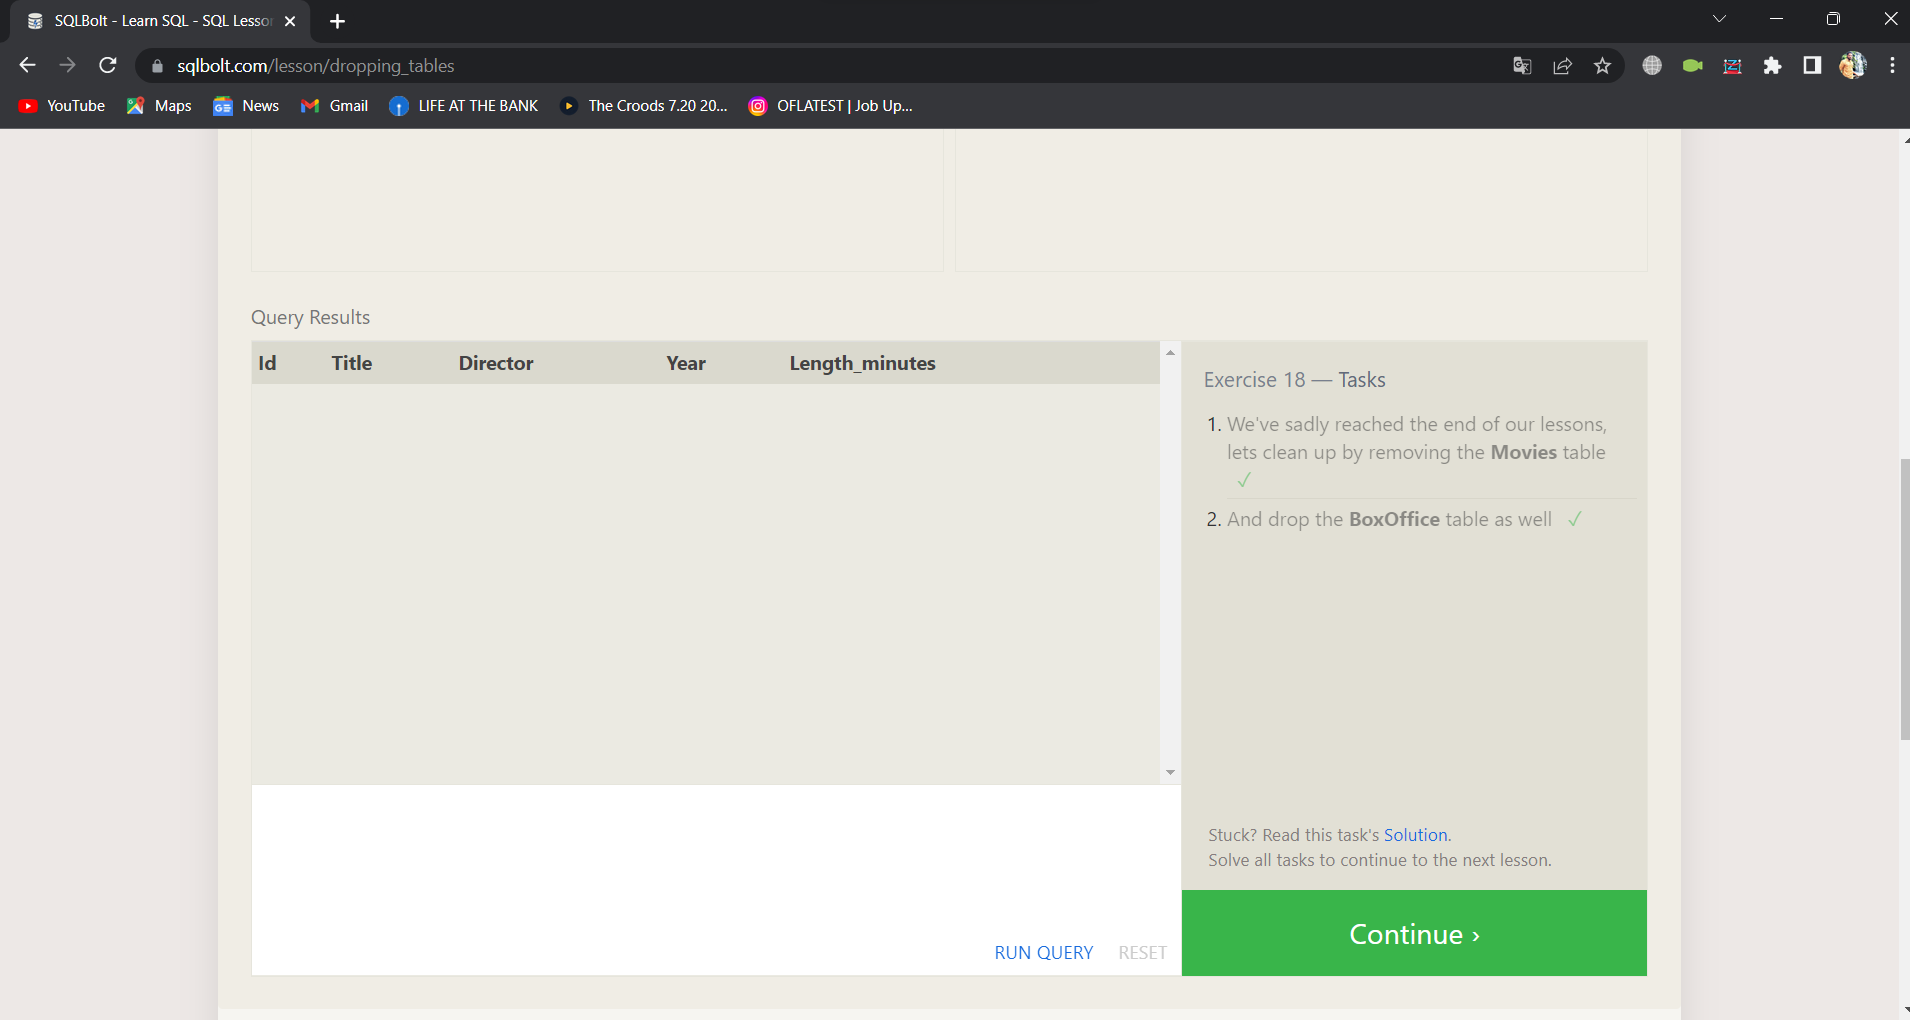 SQLBolt - Learn SQL - SQL Lesso
sqlbolt.com/lesson/dropping_tables
YouTube
Maps
News
Gmail
LIFE AT THE BANK
The Croods 7.20 20...
OFLATEST | Job Up...
Query Results
Id Title Director Year Length_minutes
Exercise 18 — Tasks
1. We've sadly reached the end of our lessons,
lets clean up by removing the Movies table
✓
2. And drop the BoxOffice table as well ✓
Stuck? Read this task's Solution.
Solve all tasks to continue to the next lesson.
RUN QUERY RESET
Continue ›